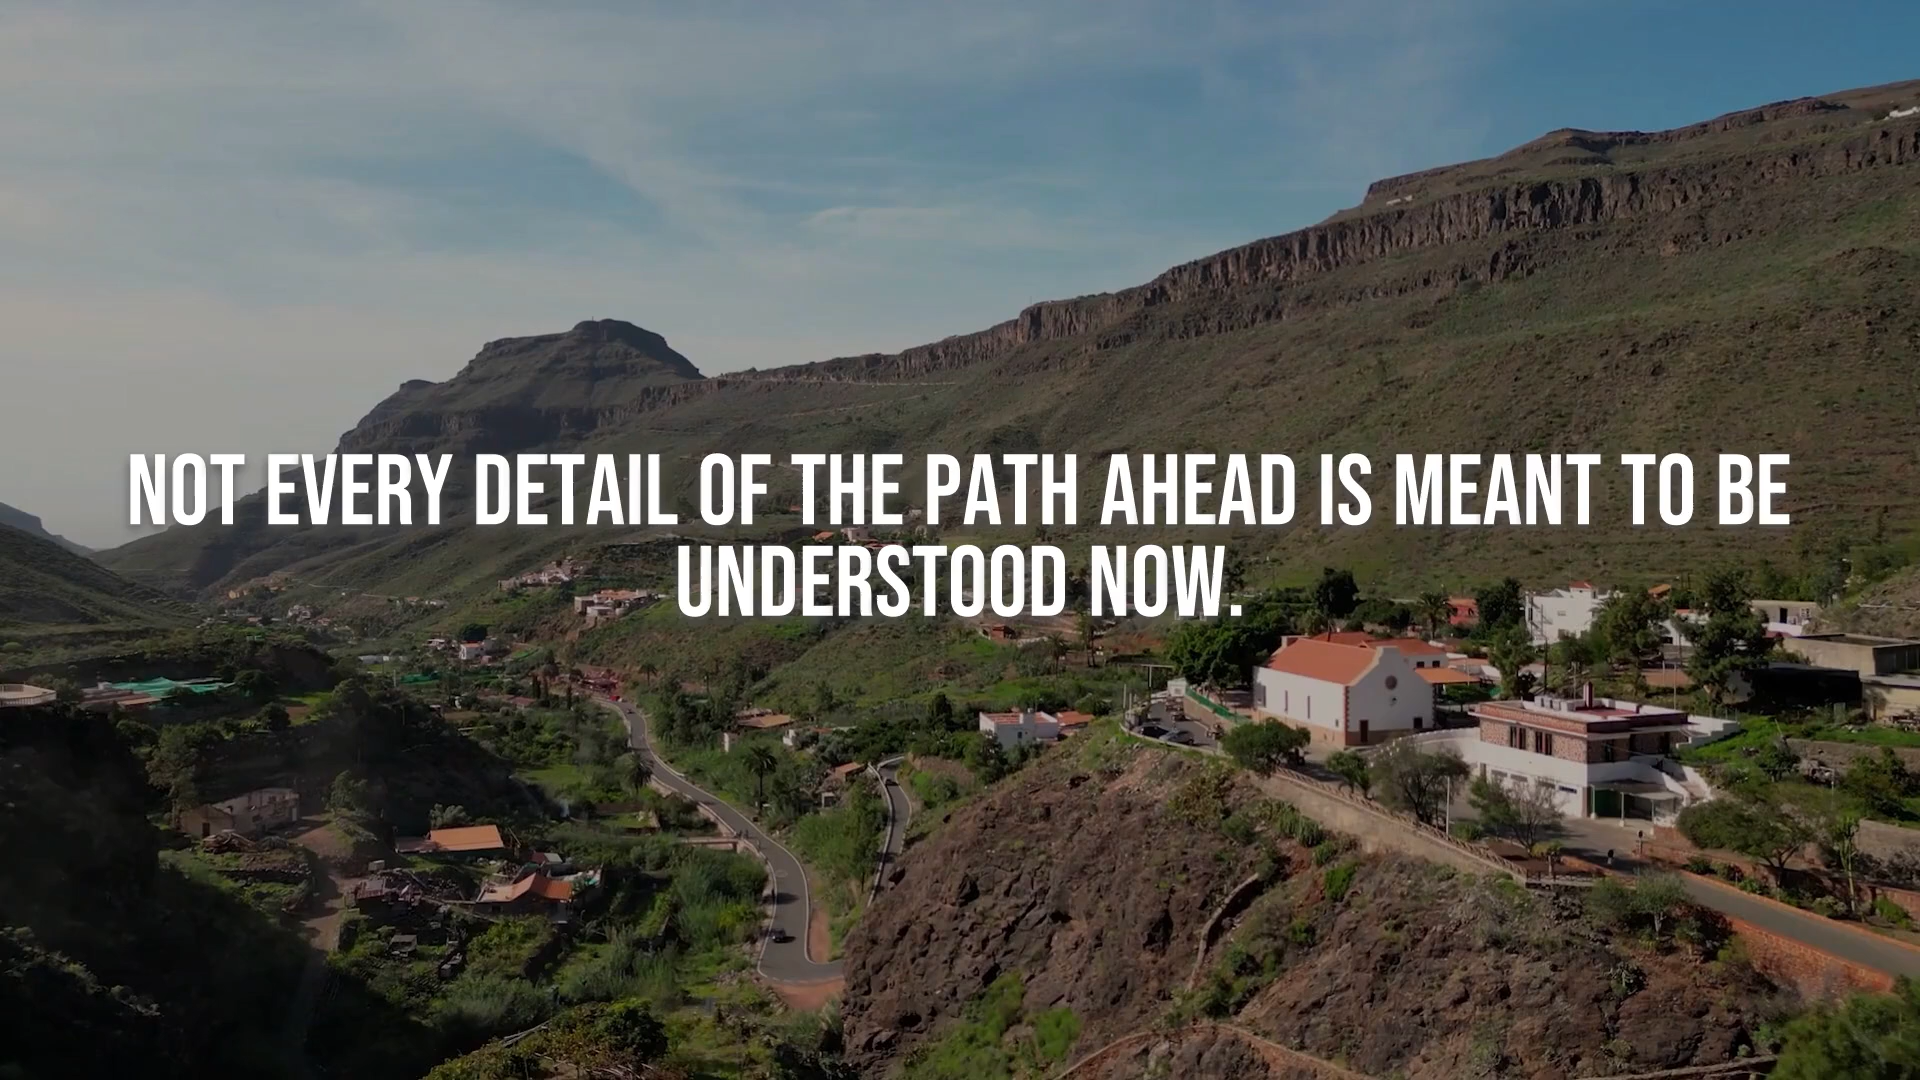 NOT EVERY DETAIL OF THE PATH AHEAD IS MEANT TO BE
UNDERSTOOD NOW.